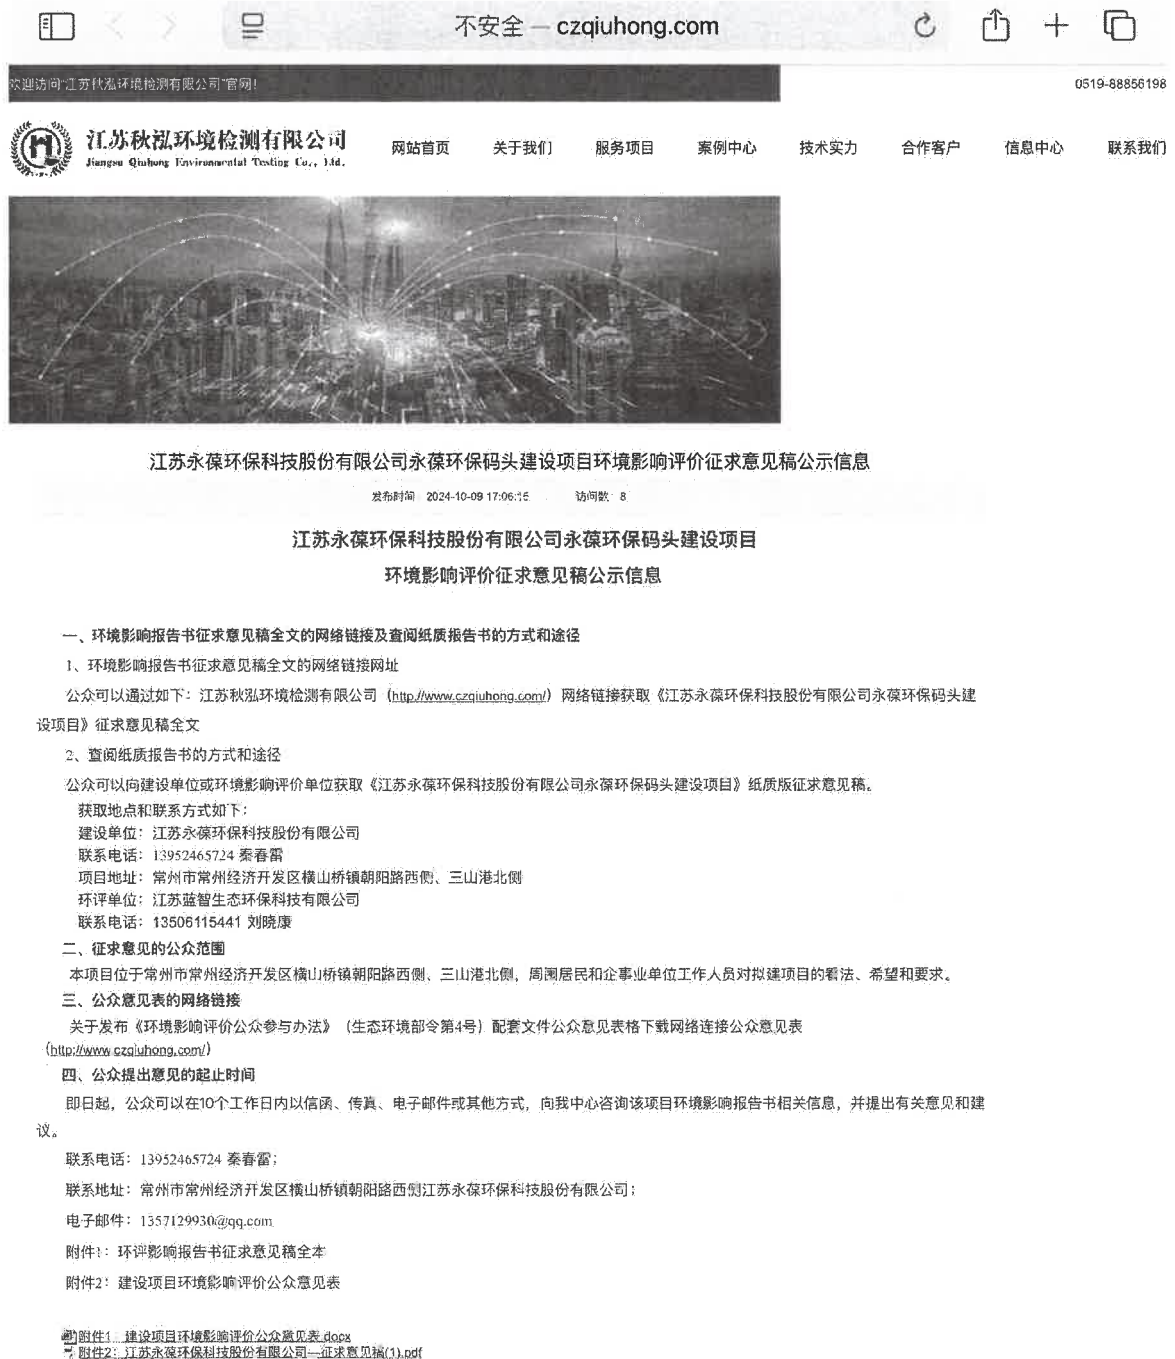 不安全 — czqiuhong.com
欢迎访问“江苏秋泓环境检测有限公司”官网!
0519-88856198
江苏秋泓环境检测有限公司
Jiangsu Qiuhong Environmental Testing Co., Ltd.
网站首页 关于我们 服务项目 案例中心 技术实力 合作客户 信息中心 联系我们
江苏永葆环保科技股份有限公司永葆环保码头建设项目环境影响评价征求意见稿公示信息
发布时间 2024-10-09 17:06:15 访问数 8
江苏永葆环保科技股份有限公司永葆环保码头建设项目
环境影响评价征求意见稿公示信息
一、环境影响报告书征求意见稿全文的网络链接及查阅纸质报告书的方式和途径
1、环境影响报告书征求意见稿全文的网络链接网址
公众可以通过如下：江苏秋泓环境检测有限公司（http://www.czqiuhong.com/）网络链接获取《江苏永葆环保科技股份有限公司永葆环保码头建
设项目》征求意见稿全文
2、查阅纸质报告书的方式和途径
公众可以向建设单位或环境影响评价单位获取《江苏永葆环保科技股份有限公司永葆环保码头建设项目》纸质版征求意见稿。
获取地点和联系方式如下：
建设单位：江苏永葆环保科技股份有限公司
联系电话：13952465724 秦春雷
项目地址：常州市常州经济开发区横山桥镇朝阳路西侧、三山港北侧
环评单位：江苏蓝智生态环保科技有限公司
联系电话：13506115441 刘晓康
二、征求意见的公众范围
本项目位于常州市常州经济开发区横山桥镇朝阳路西侧、三山港北侧，周围居民和企事业单位工作人员对拟建项目的看法、希望和要求。
三、公众意见表的网络链接
关于发布《环境影响评价公众参与办法》（生态环境部令第4号）配套文件公众意见表格下载网络连接公众意见表
（http://www.czqiuhong.com/）
四、公众提出意见的起止时间
即日起，公众可以在10个工作日内以信函、传真、电子邮件或其他方式，向我中心咨询该项目环境影响报告书相关信息，并提出有关意见和建
议。
联系电话：13952465724 秦春雷；
联系地址：常州市常州经济开发区横山桥镇朝阳路西侧江苏永葆环保科技股份有限公司；
电子邮件：1357129930@qq.com
附件1：环评影响报告书征求意见稿全本
附件2：建设项目环境影响评价公众意见表
附件1：建设项目环境影响评价公众意见表.docx
附件2：江苏永葆环保科技股份有限公司—征求意见稿(1).pdf